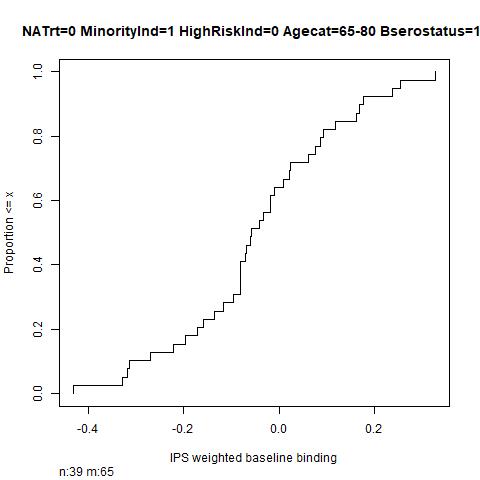 NATrt=0 MinorityInd=1 HighRiskInd=0 Agecat=65-80 Bserostatus=1
Proportion <= x
1.0
0.8
0.6
0.4
0.2
0.0
-0.4 -0.2 0.0 0.2
IPS weighted baseline binding
n:39 m:65